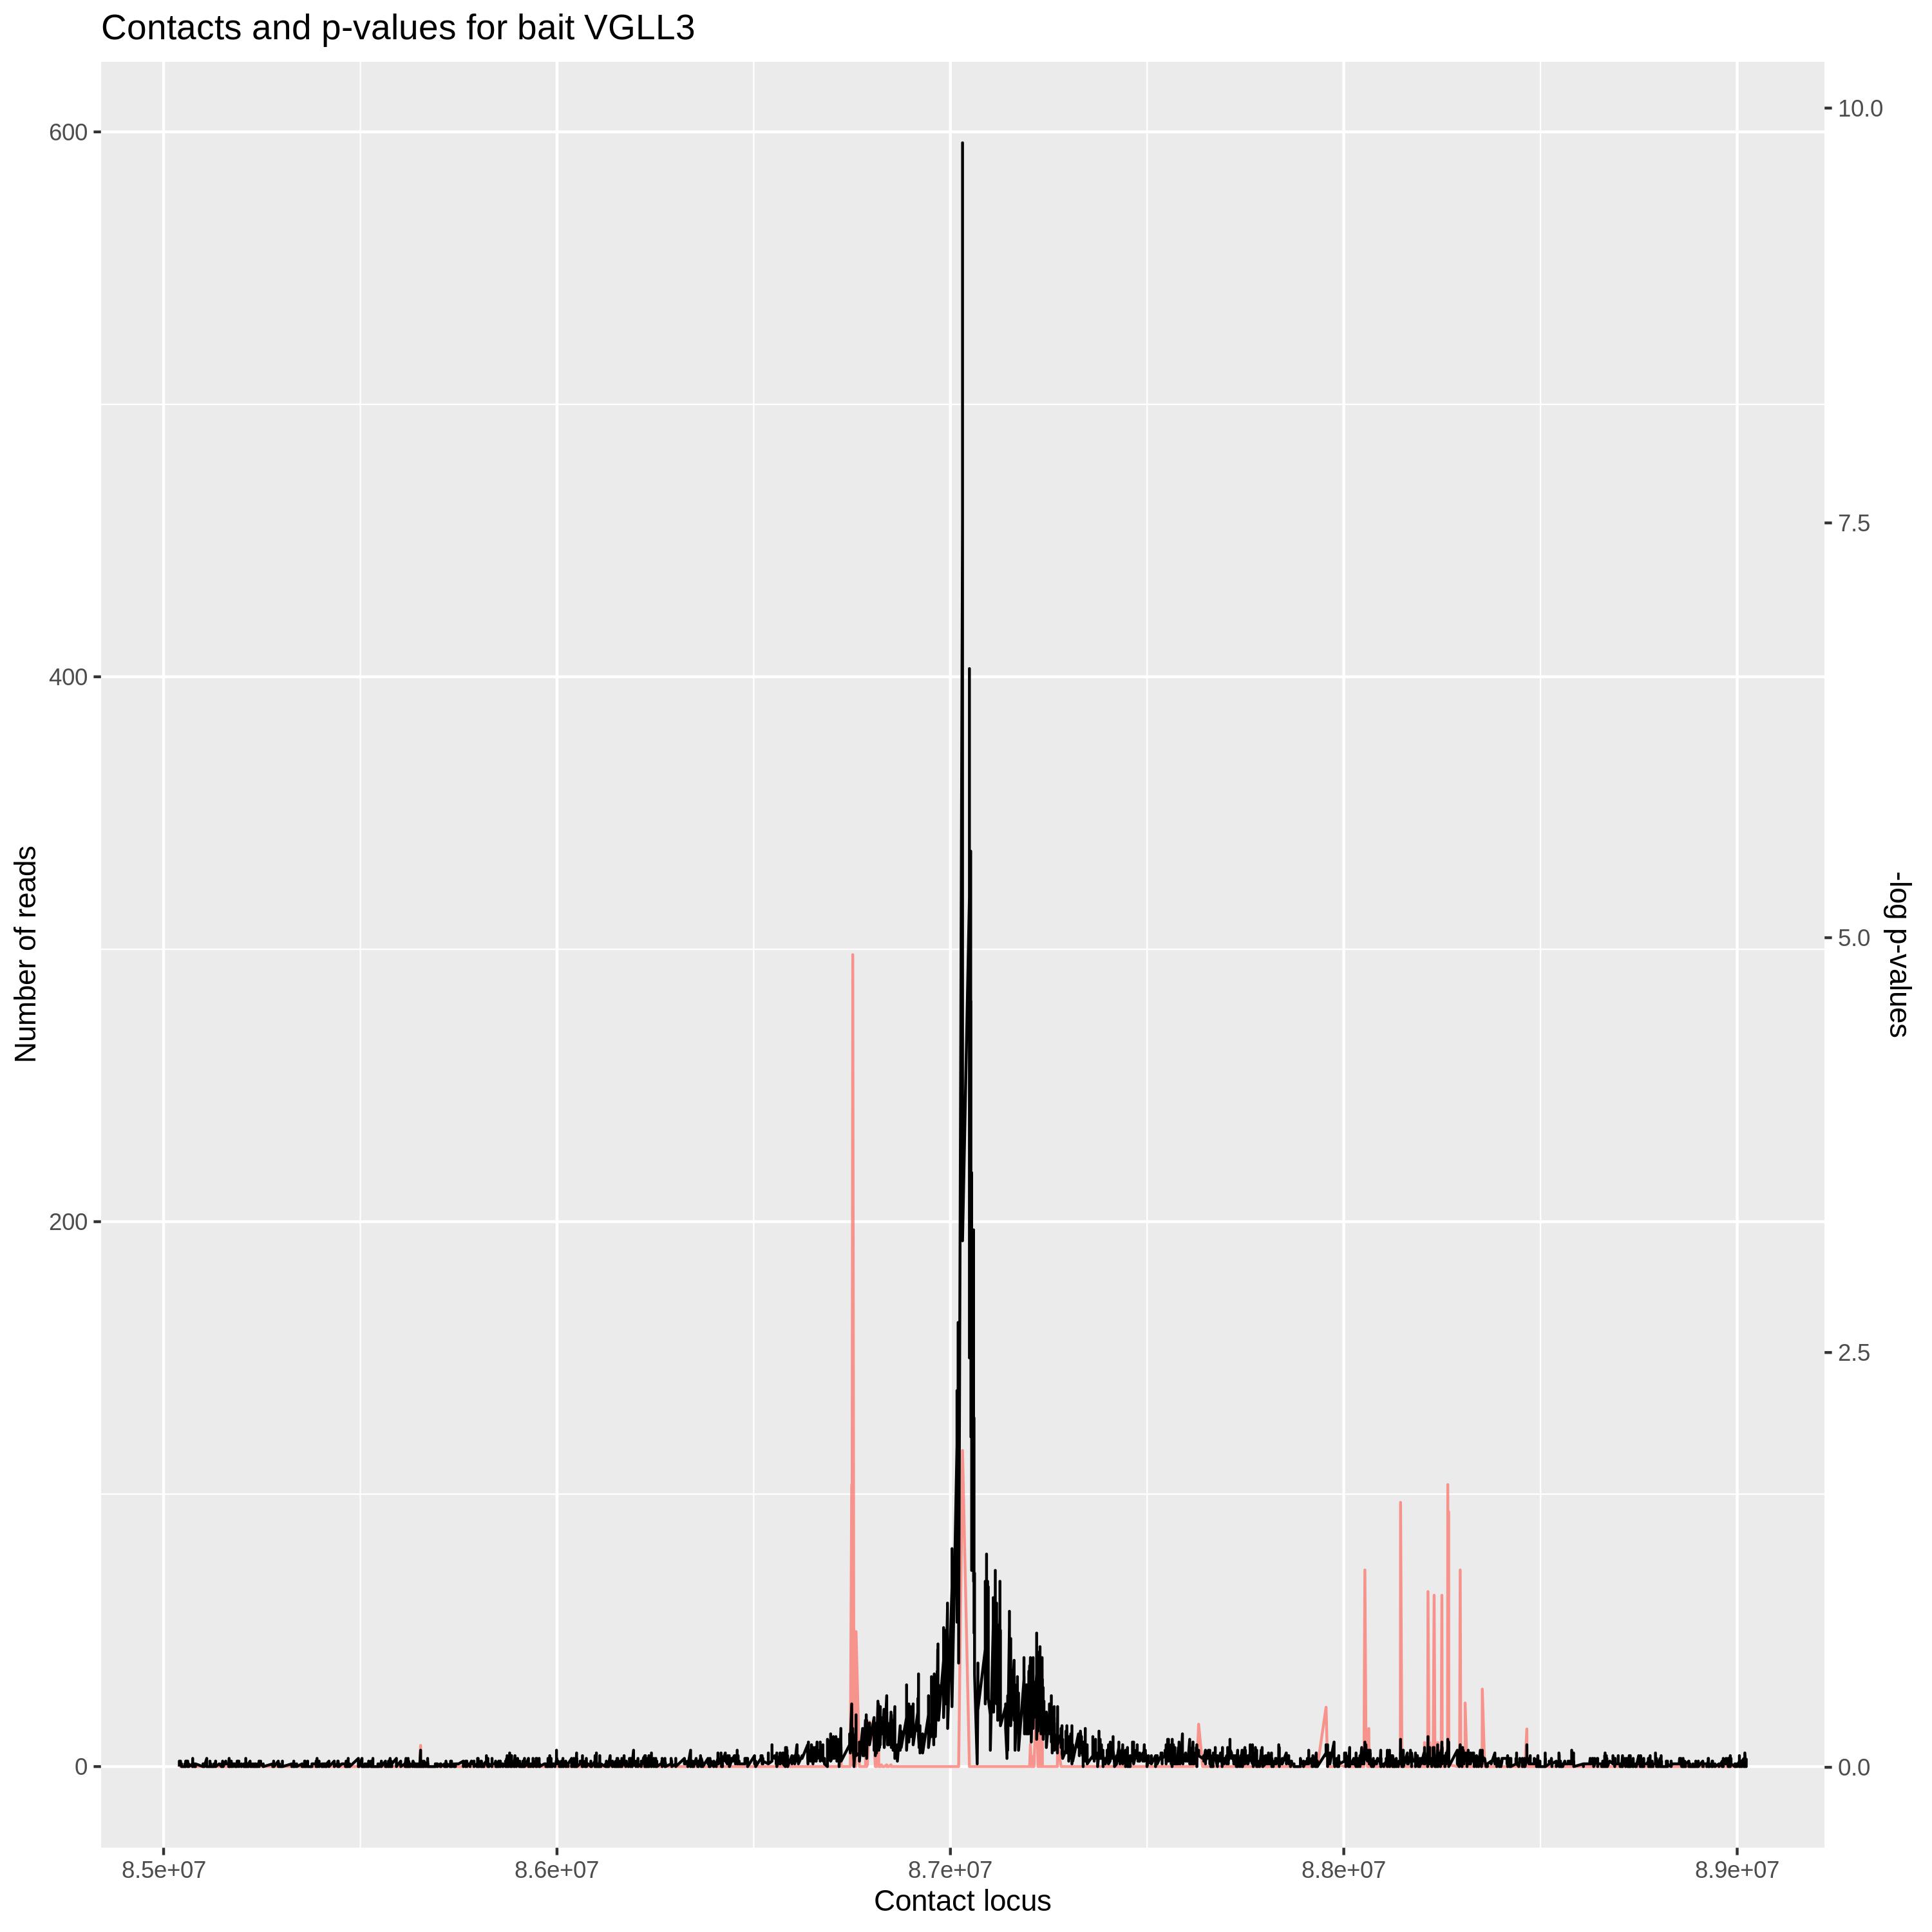 Contacts and p-values for bait VGLL3
600
400
200
0
Number of reads
10.0
7.5
5.0
2.5
0.0
-log p-values
8.5e+07
8.6e+07
8.7e+07
8.8e+07
8.9e+07
Contact locus